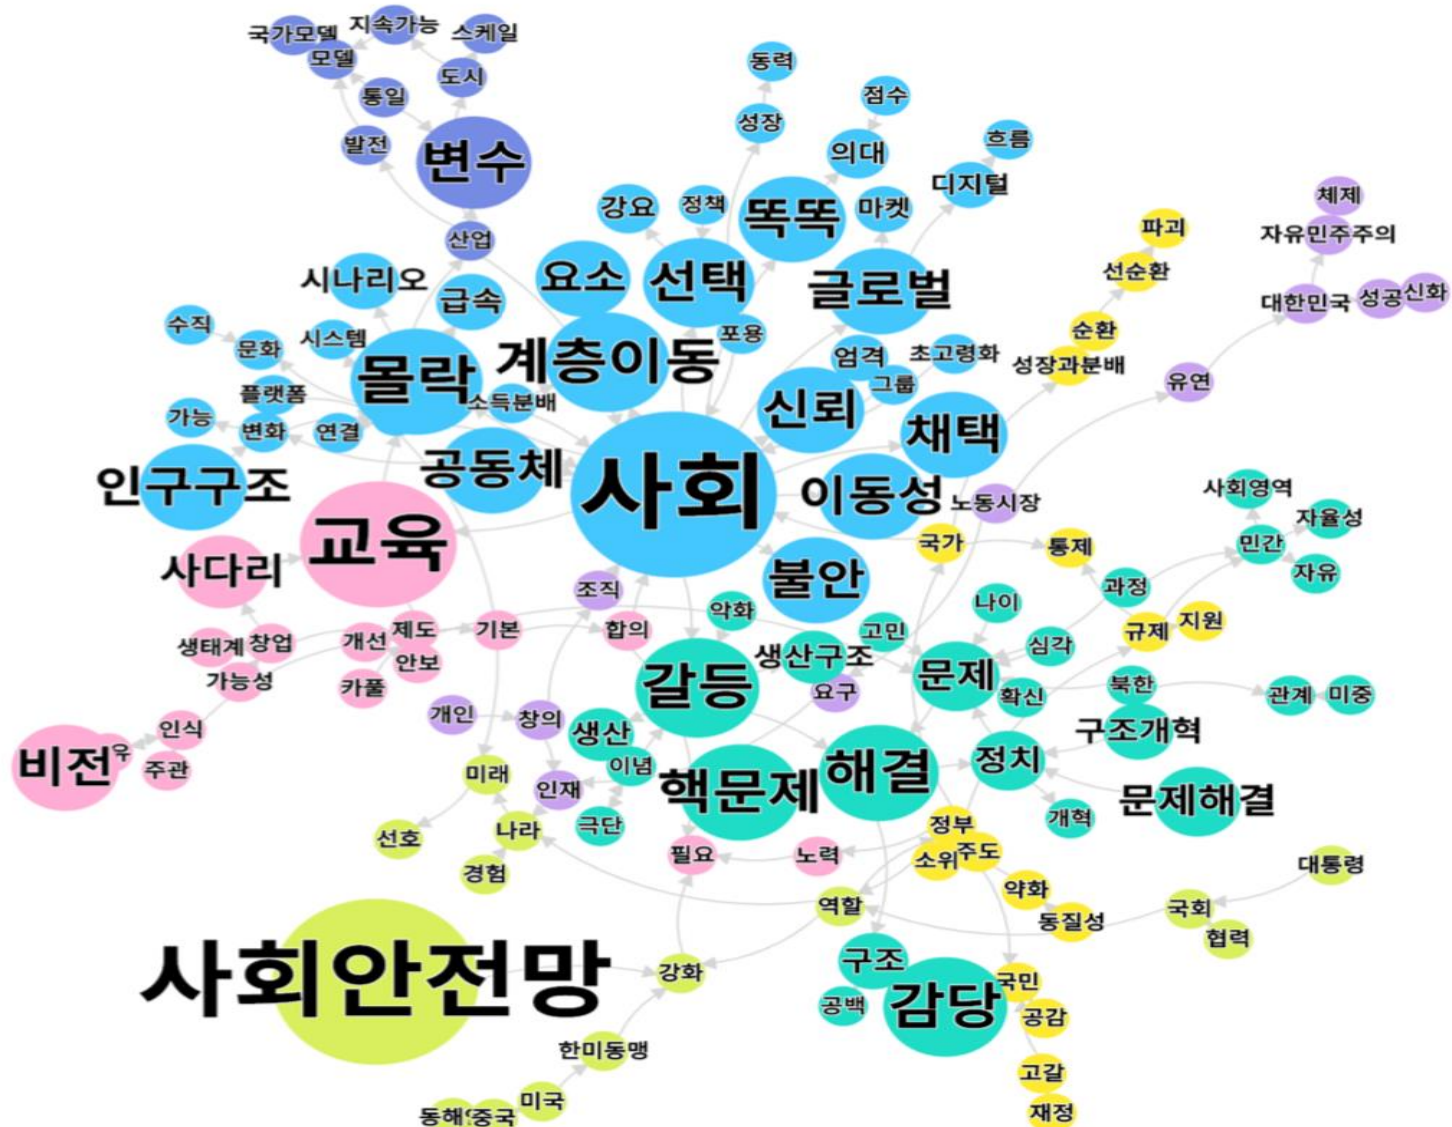 국가모델
지속가능
스케일
모델
도시
통일
발전
변수
산업
동력
점수
성장
의대
흐름
디지털
강요
정책
똑똑
마켓
체제
자유민주주의
파괴
선순환
시나리오
급속
요소
선택
글로벌
대한민국
성공
신화
수직
문화
시스템
몰락
계층이동
포용
엄격
초고령화
그룹
순환
성장과분배
유연
플랫폼
소득분배
가능
변화
연결
신뢰
채택
인구구조
공동체
사회
이동성
노동시장
사회영역
자율성
민간
자유
교육
사다리
불안
국가
통제
조직
악화
나이
과정
생태계
창업
개선
제도
기본
합의
고민
규제
지원
안보
가능성
카풀
갈등
생산구조
요구
문제
심각
확신
북한
관계
미중
개인
창의
생산
인식
비전
주관
미래
이념
인재
핵문제
해결
정치
구조개혁
문제해결
선호
나라
극단
개혁
경험
필요
노력
정부
소위
주도
약화
동질성
대통령
역할
국회
협력
사회안전망
강화
구조
국민
공백
감당
공감
한미동맹
고갈
미국
중국
재정